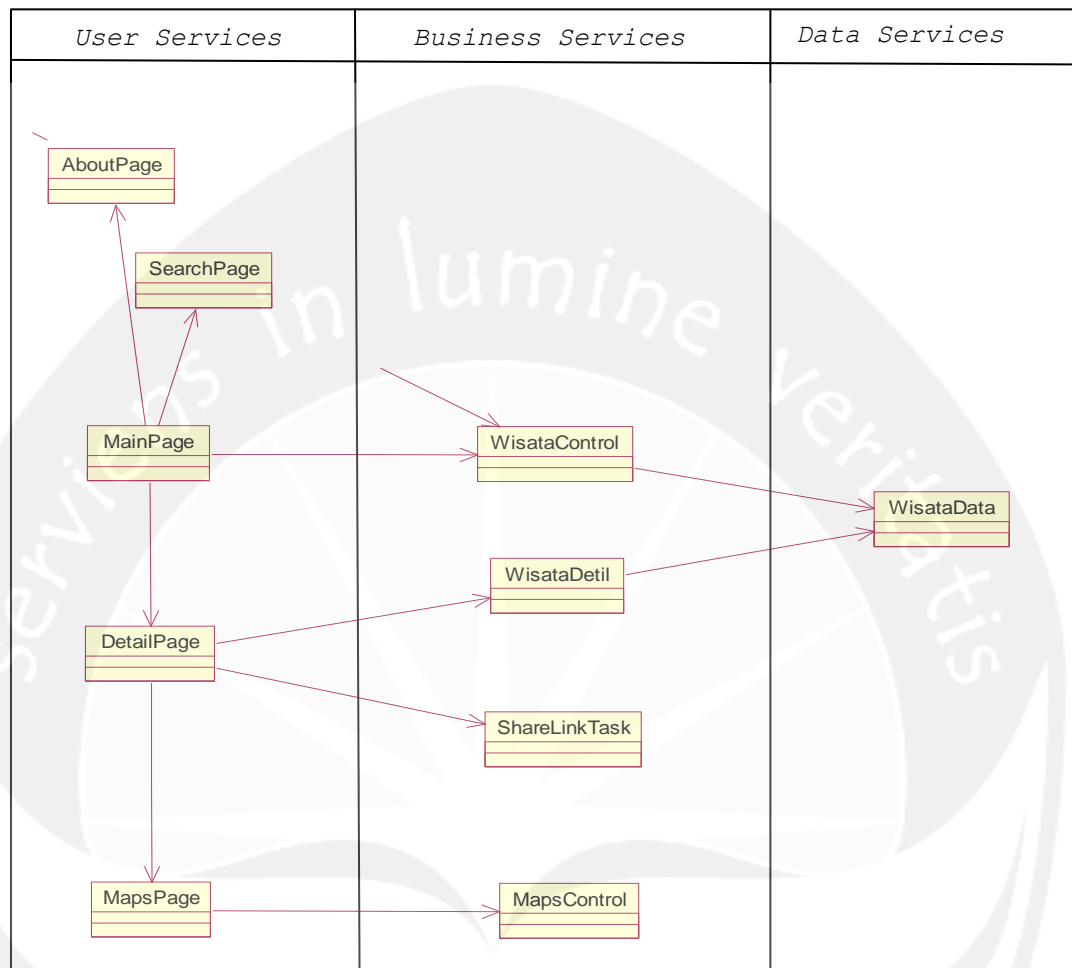 User Services
Business Services
Data Services
AboutPage
SearchPage
MainPage
WisataControl
WisataData
WisataDetil
DetailPage
ShareLinkTask
MapsPage
MapsControl
serviens in lumine veritatis